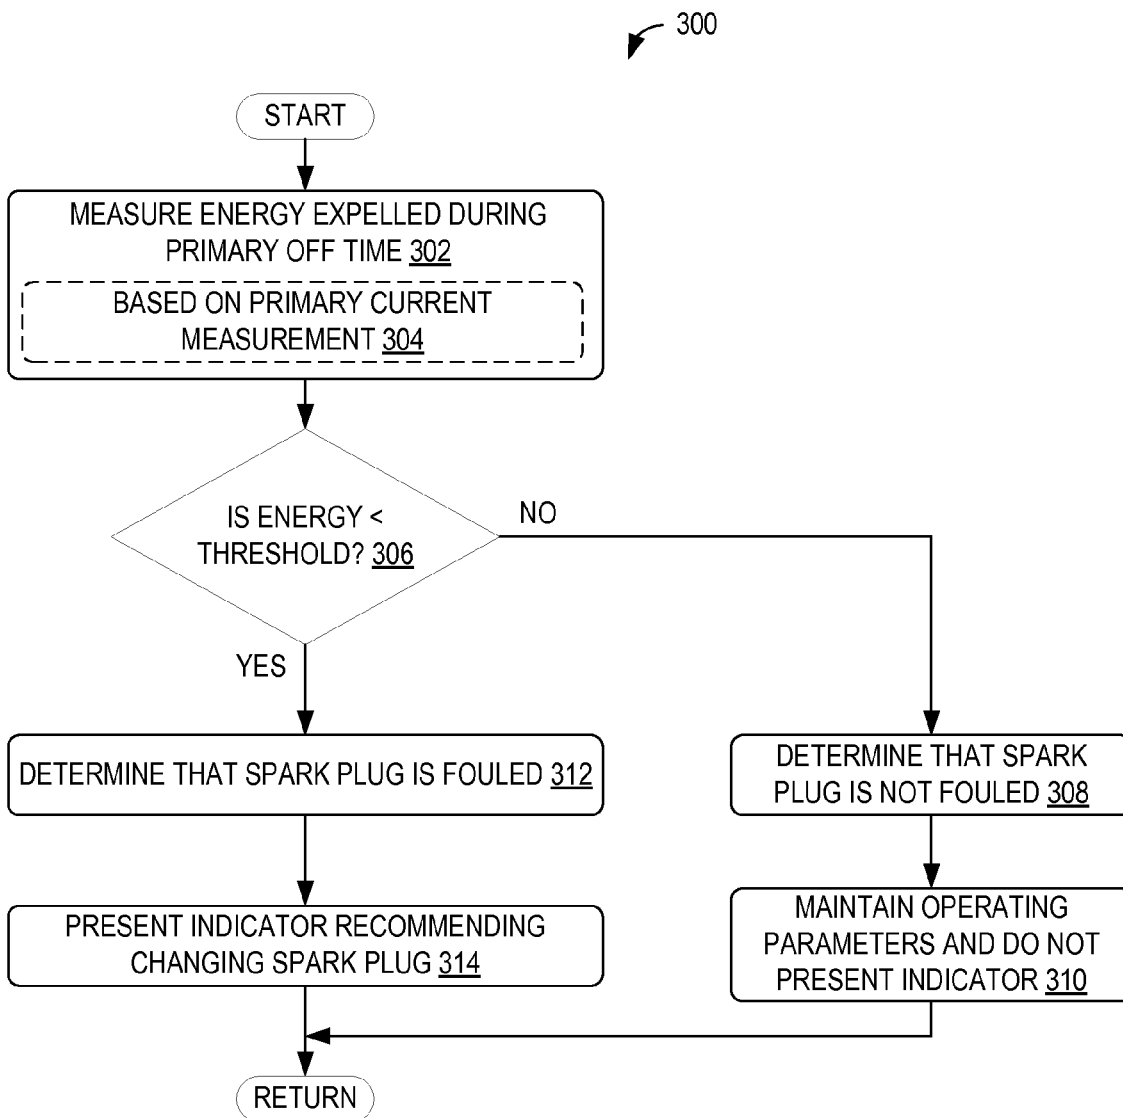 300
START
MEASURE ENERGY EXPELLED DURING
PRIMARY OFF TIME 302
BASED ON PRIMARY CURRENT
MEASUREMENT 304
IS ENERGY <
THRESHOLD? 306
NO
YES
DETERMINE THAT SPARK PLUG IS FOULED 312
DETERMINE THAT SPARK
PLUG IS NOT FOULED 308
PRESENT INDICATOR RECOMMENDING
CHANGING SPARK PLUG 314
MAINTAIN OPERATING
PARAMETERS AND DO NOT
PRESENT INDICATOR 310
RETURN